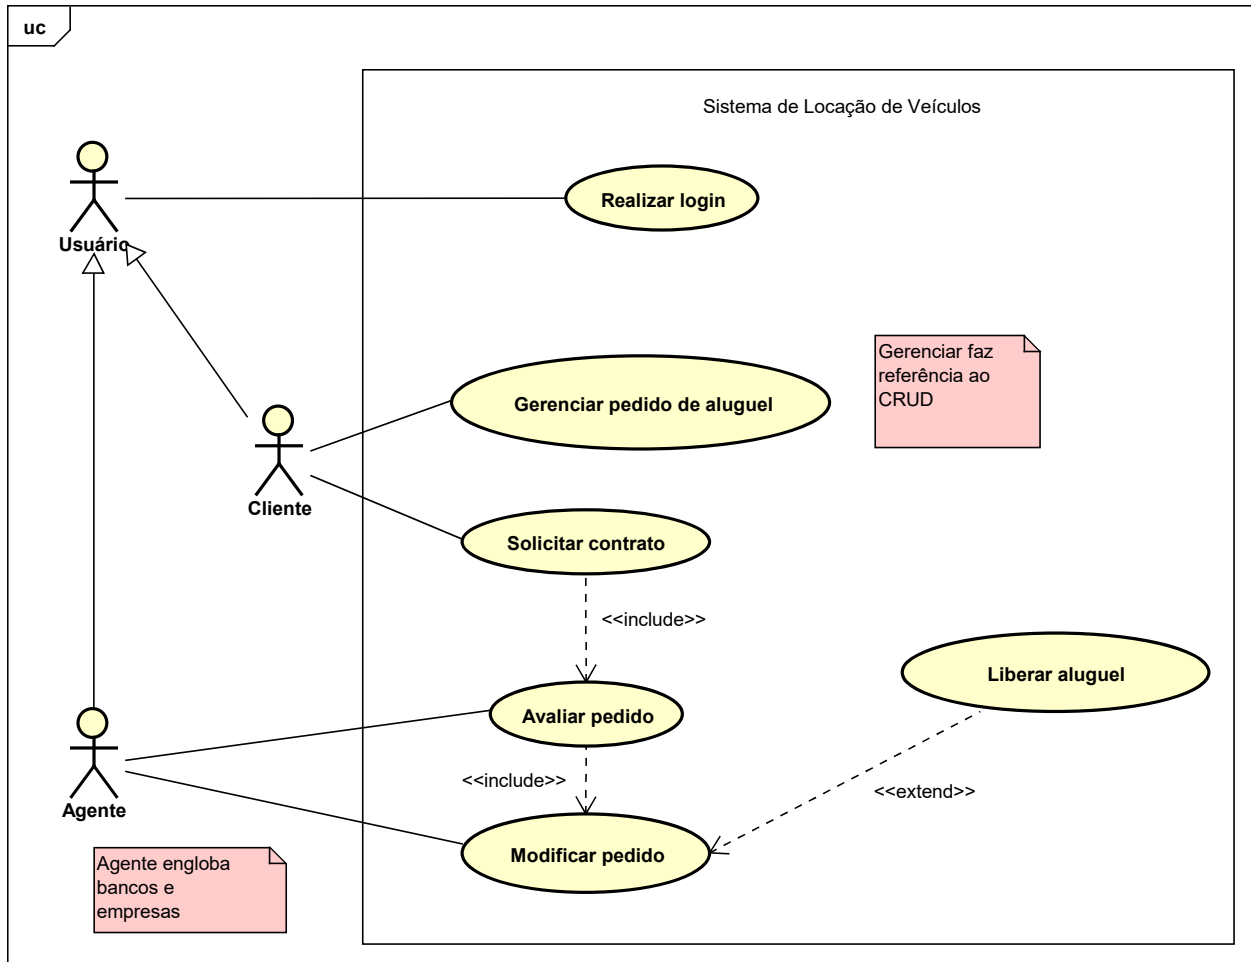 uc
Sistema de Locação de Veículos
Realizar login
Usuário
Gerenciar faz
referência ao
CRUD
Gerenciar pedido de aluguel
Cliente
Solicitar contrato
<<include>>
Liberar aluguel
Avaliar pedido
<<include>>
<<extend>>
Agente
Modificar pedido
Agente engloba
bancos e
empresas